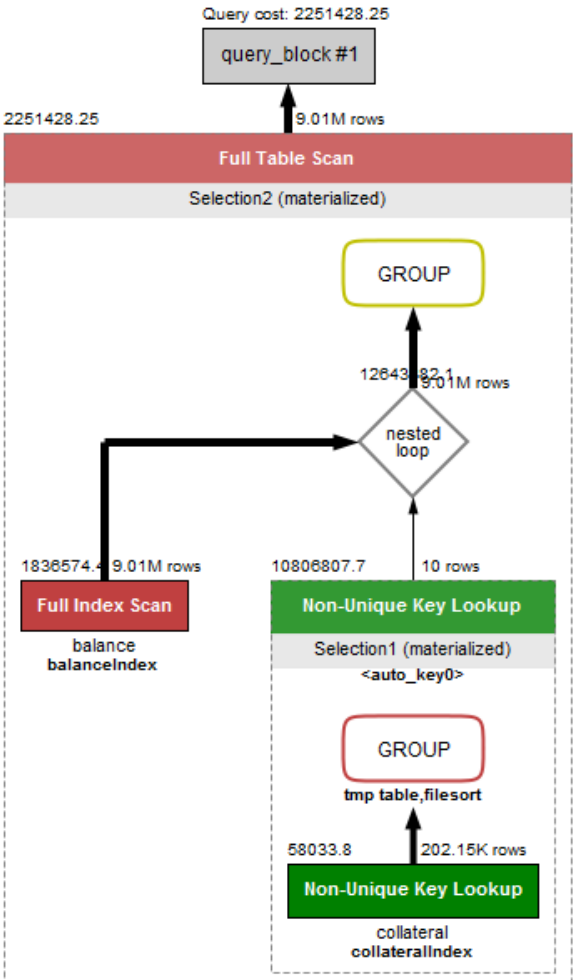 Query cost: 2251428.25
query_block #1
2251428.25 9.01M rows
Full Table Scan
Selection2 (materialized)
GROUP
9.01M rows
nested
loop
1836574.4 9.01M rows
10806807.7 10 rows
Full Index Scan
Non-Unique Key Lookup
balance
balanceIndex
Selection1 (materialized)
<auto_key0>
GROUP
tmp table,filesort
58033.8 202.15K rows
Non-Unique Key Lookup
collateral
collateralIndex